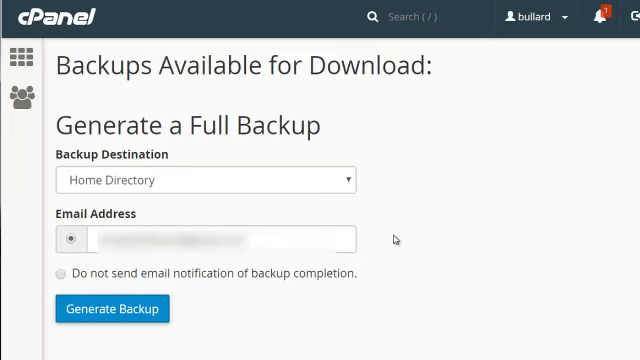 cPanel
Search ( / )
bullard
1
Backups Available for Download:
Generate a Full Backup
Backup Destination
Home Directory
Email Address
Do not send email notification of backup completion.
Generate Backup